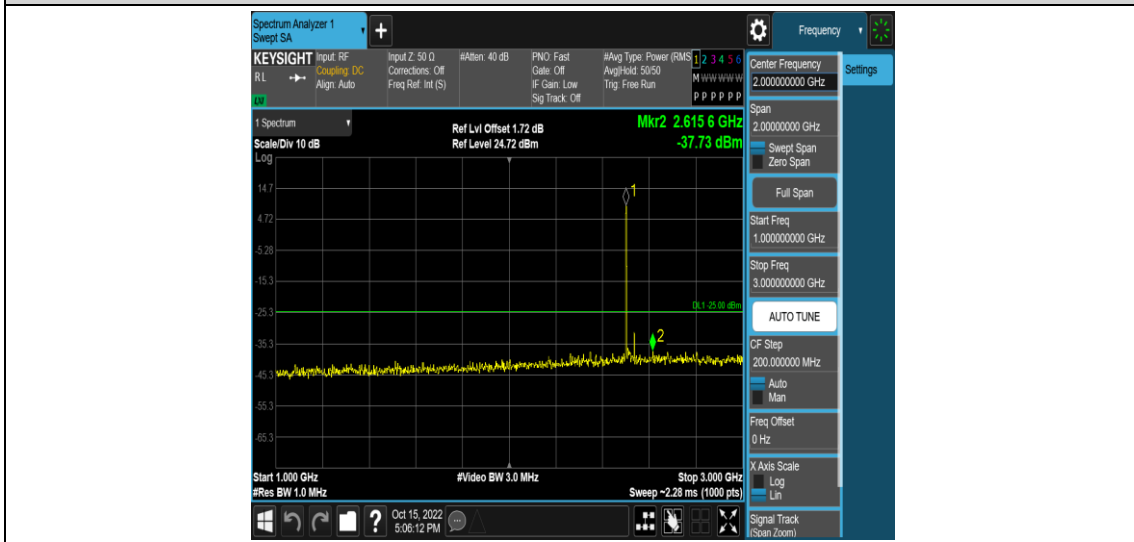 Spectrum Analyzer 1
Swept SA
+
Frequency
KEYSIGHT
RL
LXI
Input: RF
Coupling: DC
Align: Auto
Input Z: 50 Ω
Corrections: Off
Freq Ref: Int (S)
#Atten: 40 dB
PNO: Fast
Gate: Off
IF Gain: Low
Sig Track: Off
#Avg Type: Power (RMS
Avg|Hold: 50/50
Trig: Free Run
1 2 3 4 5 6
M W W W W W
P P P P P P
1 Spectrum
Scale/Div 10 dB
Log
Ref Lvl Offset 1.72 dB
Ref Level 24.72 dBm
Mkr2 2.615 6 GHz
-37.73 dBm
14.7
4.72
-5.28
-15.3
-25.3
-35.3
-45.3
-55.3
-65.3
1
DL1 -25.00 dBm
2
Start 1.000 GHz
#Res BW 1.0 MHz
#Video BW 3.0 MHz
Stop 3.000 GHz
Sweep ~2.28 ms (1000 pts)
Center Frequency
2.000000000 GHz
Settings
Span
2.00000000 GHz
Swept Span
Zero Span
Full Span
Start Freq
1.000000000 GHz
Stop Freq
3.000000000 GHz
AUTO TUNE
CF Step
200.000000 MHz
Auto
Man
Freq Offset
0 Hz
X Axis Scale
Log
Lin
Signal Track
(Span Zoom)
?
Oct 15, 2022
5:06:12 PM